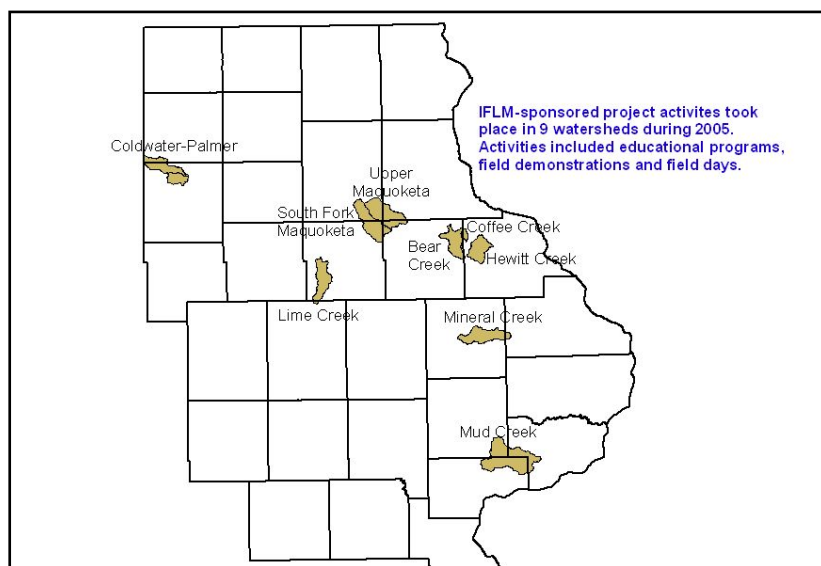 IFLM-sponsored project activites took
place in 9 watersheds during 2005.
Activities included educational programs,
field demonstrations and field days.
Coldwater-Palmer
Upper
Maquoketa
South Fork
Maquoketa
Coffee Creek
Bear
Creek
Hewitt Creek
Lime Creek
Mineral Creek
Mud Creek